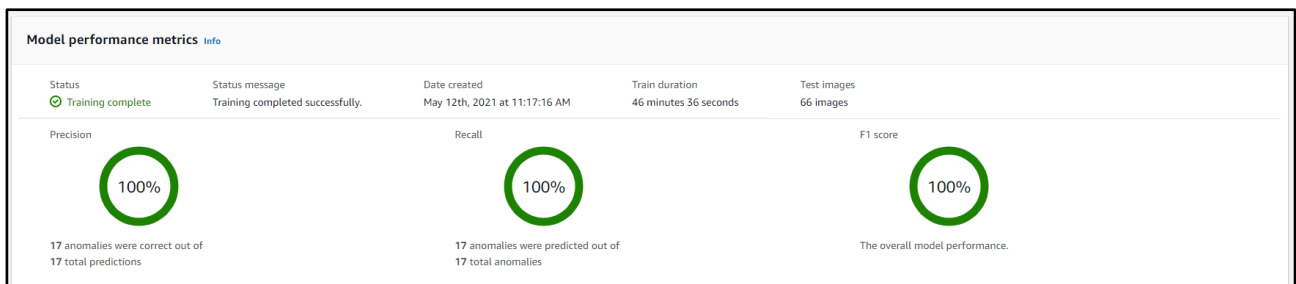 Model performance metrics Info
Status
Training complete
Status message
Training completed successfully.
Date created
May 12th, 2021 at 11:17:16 AM
Train duration
46 minutes 36 seconds
Test images
66 images
Precision
100%
17 anomalies were correct out of
17 total predictions
Recall
100%
17 anomalies were predicted out of
17 total anomalies
F1 score
100%
The overall model performance.